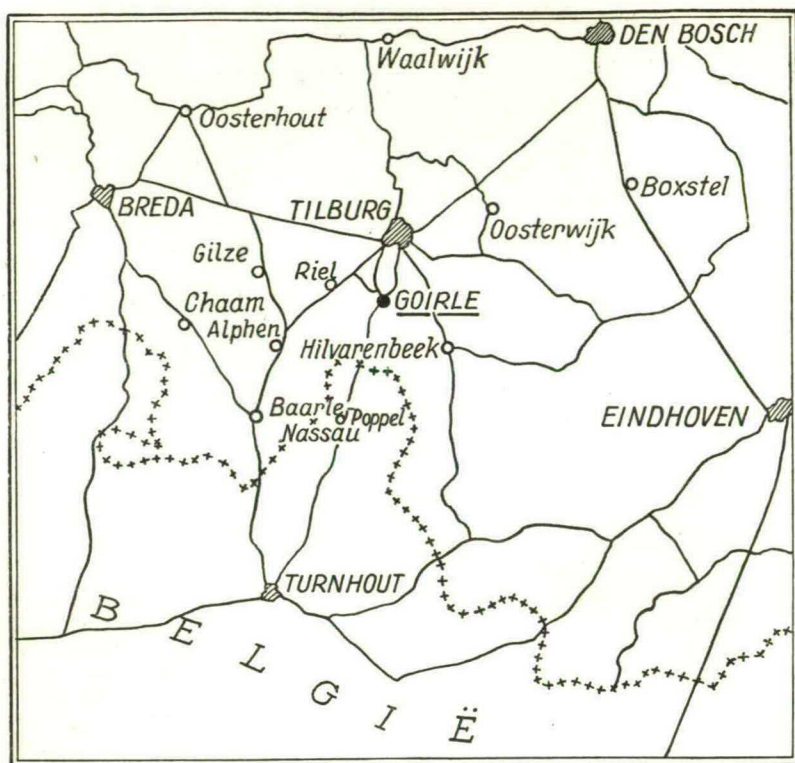 DEN BOSCH
Waalwijk
Oosterhout
Boxstel
BREDA
TILBURG
Oosterwijk
Gilze
Riel
Chaam
GOIRLE
Alphen
Hilvarenbeek
Baarle
Nassau
Poppel
EINDHOVEN
TURNHOUT
BELGIË